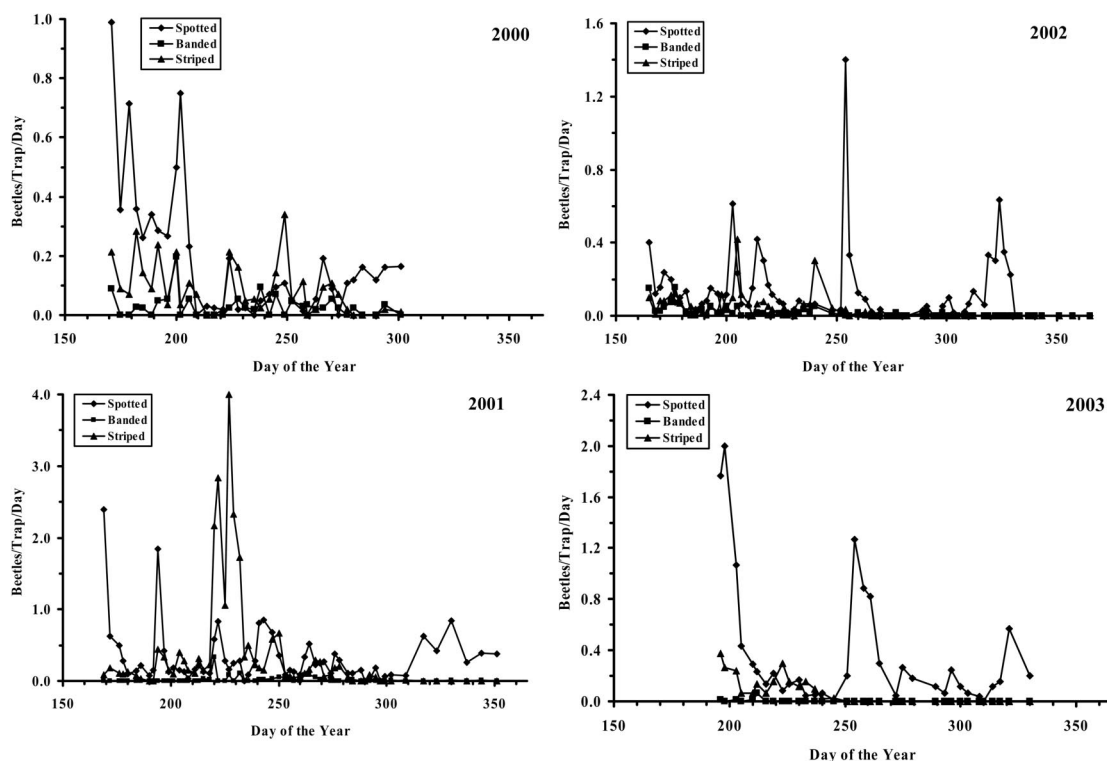 2000
Spotted
Banded
Striped
Beetles/Trap/Day
1.0
0.8
0.6
0.4
0.2
0.0
150 200 250 300 350
Day of the Year
2002
Spotted
Banded
Striped
Beetles/Trap/Day
1.6
1.2
0.8
0.4
0.0
150 200 250 300 350
Day of the Year
2001
Spotted
Banded
Striped
Beetles/Trap/Day
4.0
3.0
2.0
1.0
0.0
150 200 250 300 350
Day of the Year
2003
Spotted
Banded
Striped
Beetles/Trap/Day
2.4
2.0
1.6
1.2
0.8
0.4
0.0
150 200 250 300 350
Day of the Year